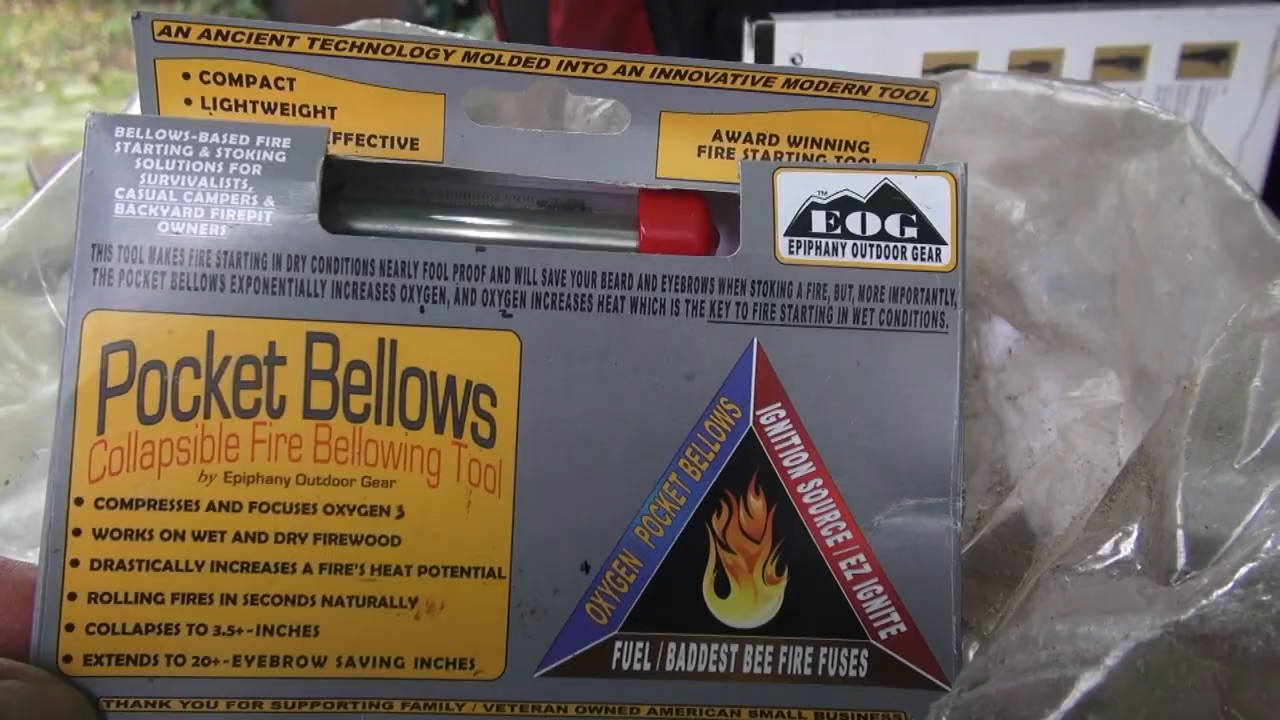 AN ANCIENT TECHNOLOGY MOLDED INTO AN INNOVATIVE MODERN TOOL
• COMPACT
• LIGHTWEIGHT
EFFECTIVE
AWARD WINNING
FIRE STARTING TOOL
BELLOWS-BASED FIRE
STARTING & STOKING
SOLUTIONS FOR
SURVIVALISTS,
CASUAL CAMPERS &
BACKYARD FIREPIT
OWNERS
TM
EOG
EPIPHANY OUTDOOR GEAR
THIS TOOL MAKES FIRE STARTING IN DRY CONDITIONS NEARLY FOOL PROOF AND WILL SAVE YOUR BEARD AND EYEBROWS WHEN STOKING A FIRE, BUT, MORE IMPORTANTLY,
THE POCKET BELLOWS EXPONENTIALLY INCREASES OXYGEN, AND OXYGEN INCREASES HEAT WHICH IS THE KEY TO FIRE STARTING IN WET CONDITIONS.
Pocket Bellows
Collapsible Fire Bellowing Tool
by Epiphany Outdoor Gear
• COMPRESSES AND FOCUSES OXYGEN
• WORKS ON WET AND DRY FIREWOOD
• DRASTICALLY INCREASES A FIRE'S HEAT POTENTIAL
• ROLLING FIRES IN SECONDS NATURALLY
• COLLAPSES TO 3.5+-INCHES
• EXTENDS TO 20+-EYEBROW SAVING INCHES
OXYGEN POCKET BELLOWS
IGNITION SOURCE / EZ IGNITE
FUEL / BADDEST BEE FIRE FUSES
THANK YOU FOR SUPPORTING FAMILY / VETERAN OWNED AMERICAN SMALL BUSINESS